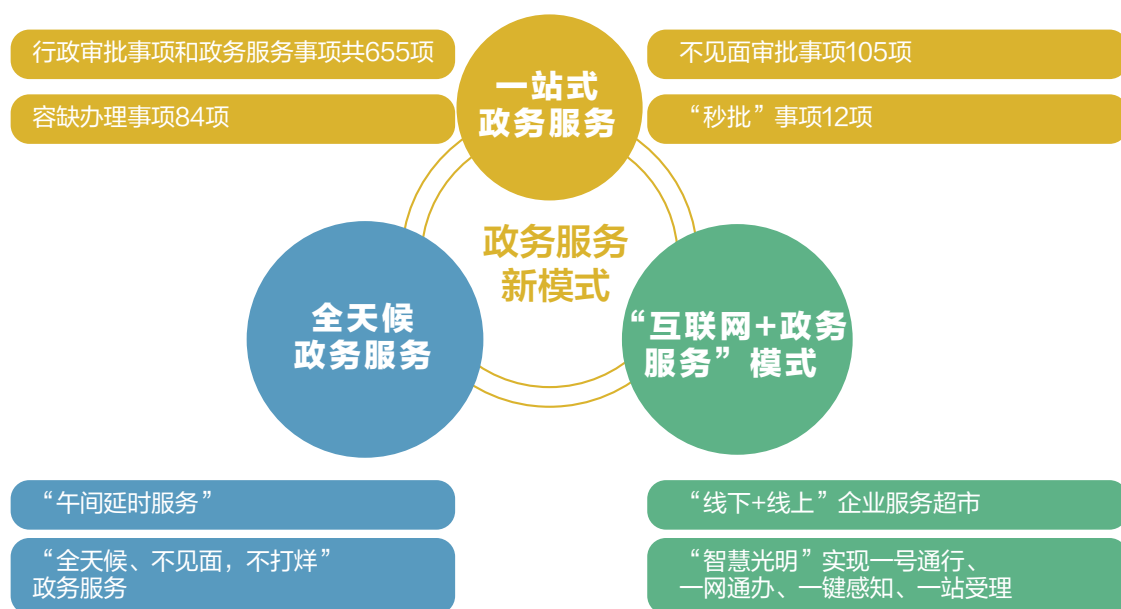 行政审批事项和政务服务事项共655项
容缺办理事项84项
一站式
政务服务
不见面审批事项105项
“秒批”事项12项
政务服务
新模式
全天候
政务服务
“互联网+政务
服务”模式
“午间延时服务”
“全天候、不见面，不打烊”
政务服务
“线下+线上”企业服务超市
“智慧光明”实现一号通行、
一网通办、一键感知、一站受理